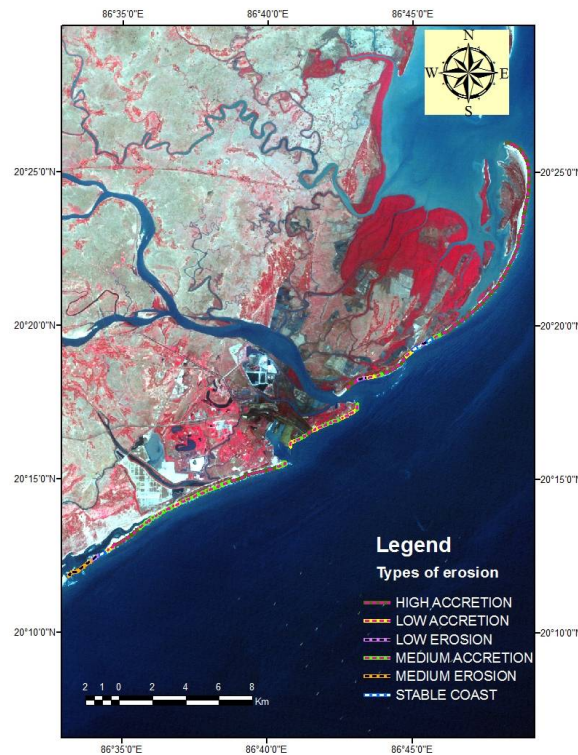 86°35'0"E 86°40'0"E 86°45'0"E
N
W E
S
20°25'0"N 20°25'0"N
20°20'0"N 20°20'0"N
20°15'0"N 20°15'0"N
Legend
Types of erosion
HIGH ACCRETION
LOW ACCRETION
20°10'0"N 20°10'0"N
LOW EROSION
MEDIUM ACCRETION
MEDIUM EROSION
STABLE COAST
2 1 0 2 4 6 8
Km
86°35'0"E 86°40'0"E 86°45'0"E